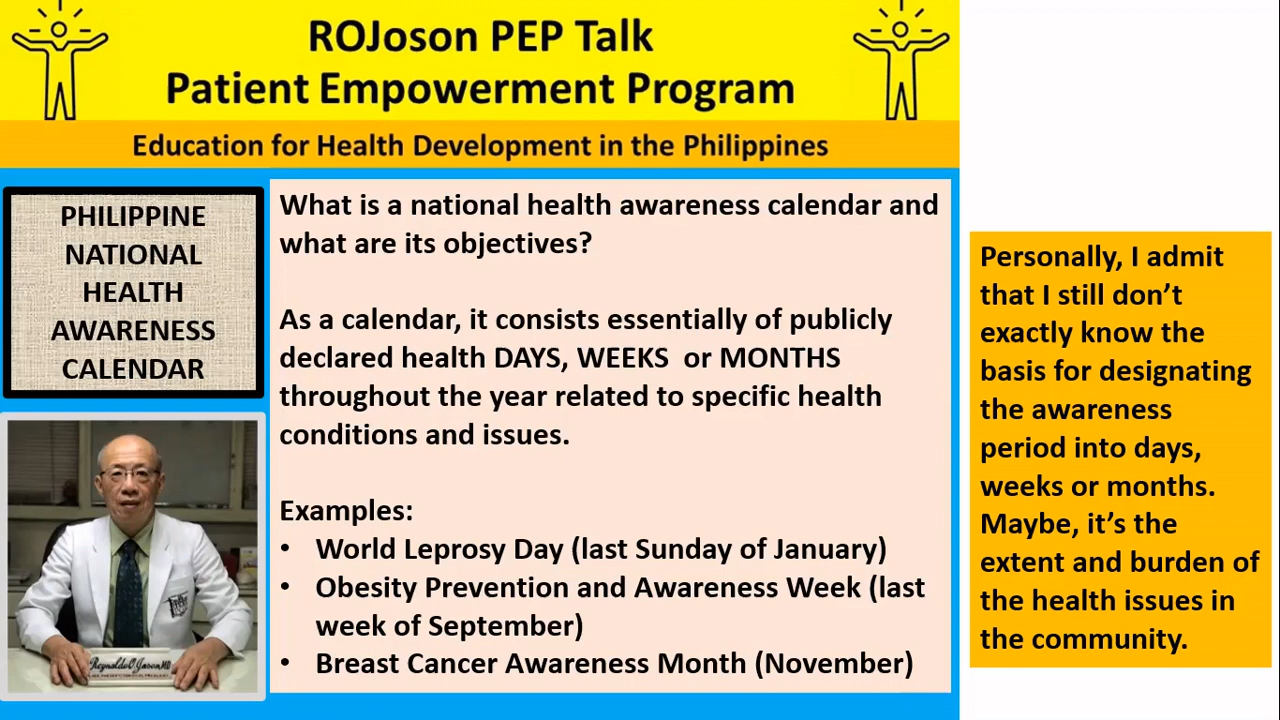 ROJoson PEP Talk
Patient Empowerment Program
Education for Health Development in the Philippines
PHILIPPINE
NATIONAL
HEALTH
AWARENESS
CALENDAR
What is a national health awareness calendar and
what are its objectives?
As a calendar, it consists essentially of publicly
declared health DAYS, WEEKS or MONTHS
throughout the year related to specific health
conditions and issues.
Examples:
• World Leprosy Day (last Sunday of January)
• Obesity Prevention and Awareness Week (last
week of September)
• Breast Cancer Awareness Month (November)
Reynaldo O. Joson, MD
Personally, I admit
that I still don’t
exactly know the
basis for designating
the awareness
period into days,
weeks or months.
Maybe, it’s the
extent and burden of
the health issues in
the community.